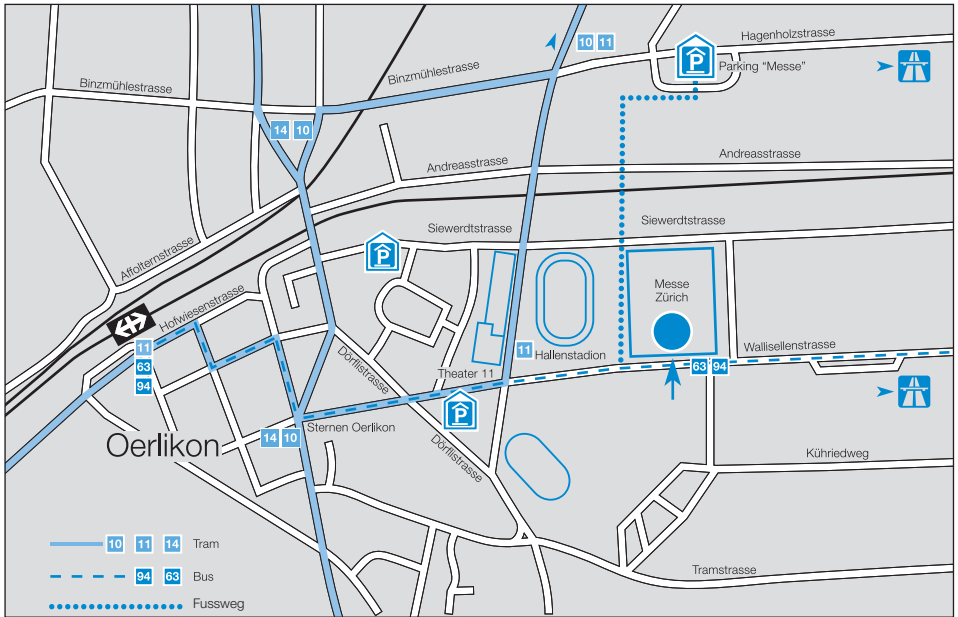 10 11
Hagenholzstrasse
P
Parking "Messe"
Binzmühlestrasse
Binzmühlestrasse
14 10
Andreasstrasse
Andreasstrasse
Siewerdtstrasse
Siewerdtstrasse
Affolternstrasse
P
Hofwiesenstrasse
Messe
Zürich
11
63
94
Dörflistrasse
11
Hallenstadion
Wallisellenstrasse
63 94
Theater 11
P
Sternen Oerlikon
14 10
Oerlikon
Dörflistrasse
Kühriedweg
Tramstrasse
10 11 14 Tram
94 63 Bus
Fussweg